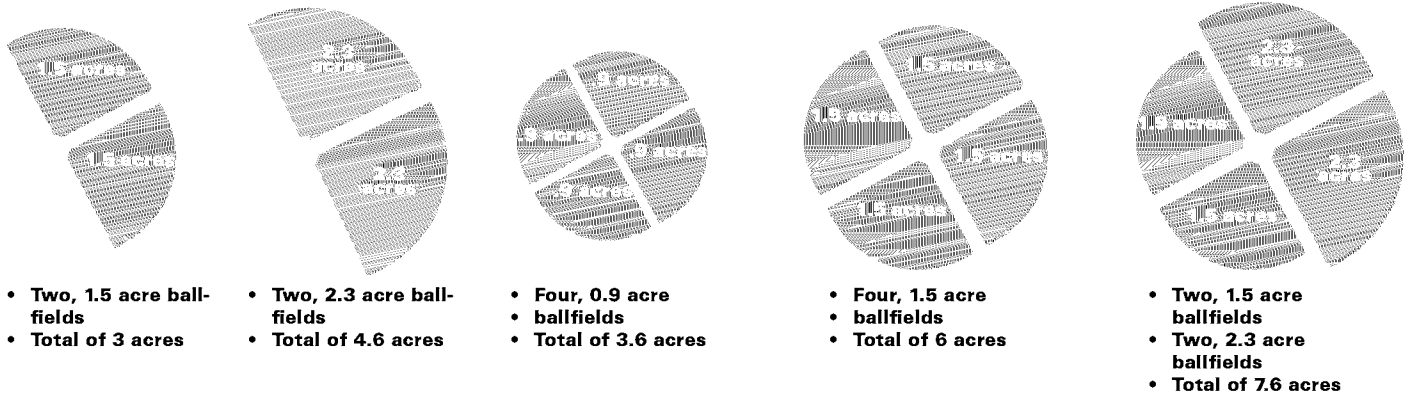 1.5 acres
1.5 acres
2.3
acres
2.3
acres
.9 acres
.9 acres
.9 acres
.9 acres
1.5 acres
1.5 acres
1.5 acres
1.5 acres
2.3
acres
1.5 acres
2.3
acres
1.5 acres
• Two, 1.5 acre ball-
fields
• Total of 3 acres
• Two, 2.3 acre ball-
fields
• Total of 4.6 acres
• Four, 0.9 acre
• ballfields
• Total of 3.6 acres
• Four, 1.5 acre
• ballfields
• Total of 6 acres
• Two, 1.5 acre
ballfields
• Two, 2.3 acre
ballfields
• Total of 7.6 acres